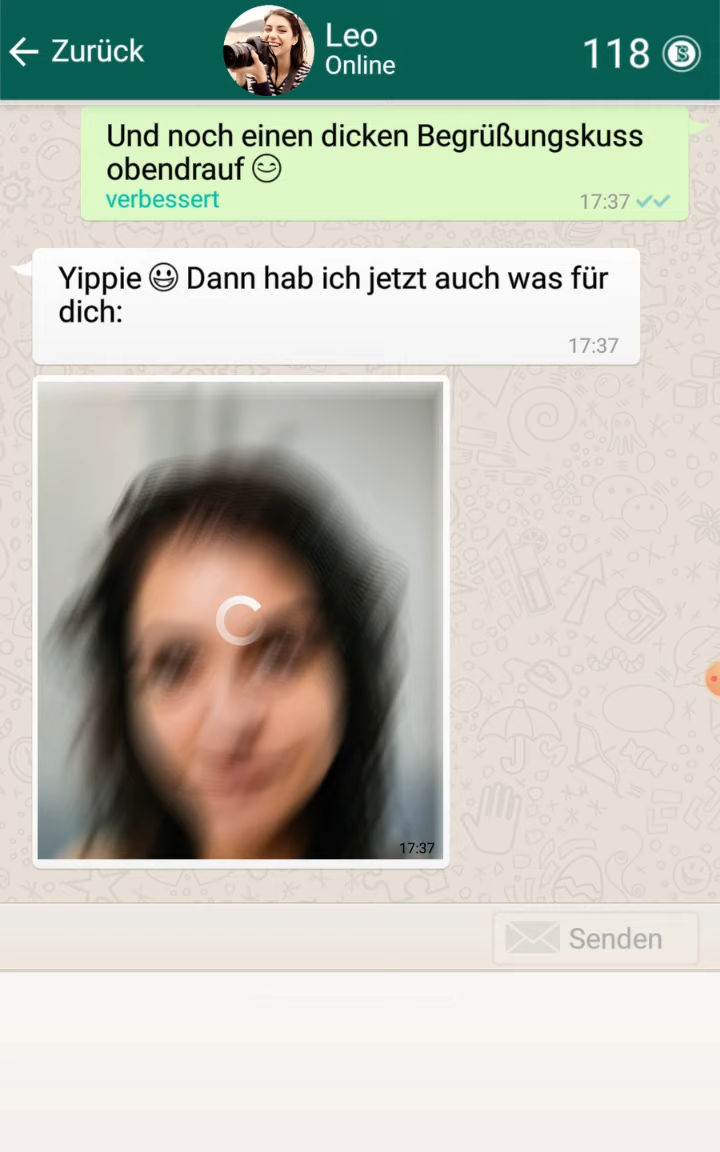 Zurück
Leo
Online
118
Und noch einen dicken Begrüßungskuss
obendrauf 😊
verbessert
17:37
Yippie 😃 Dann hab ich jetzt auch was für
dich:
17:37
17:37
Senden